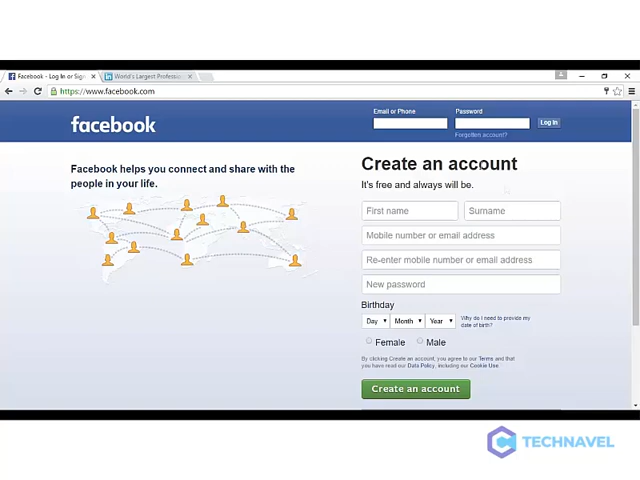 Facebook - Log In or Sign
World's Largest Professio
https://www.facebook.com
facebook
Email or Phone
Password
Log In
Forgotten account?
Facebook helps you connect and share with the
people in your life.
Create an account
It's free and always will be.
First name
Surname
Mobile number or email address
Re-enter mobile number or email address
New password
Birthday
Day
Month
Year
Why do I need to provide my
date of birth?
Female
Male
By clicking Create an account, you agree to our Terms and that
you have read our Data Policy, including our Cookie Use.
Create an account
TECHNAVEL